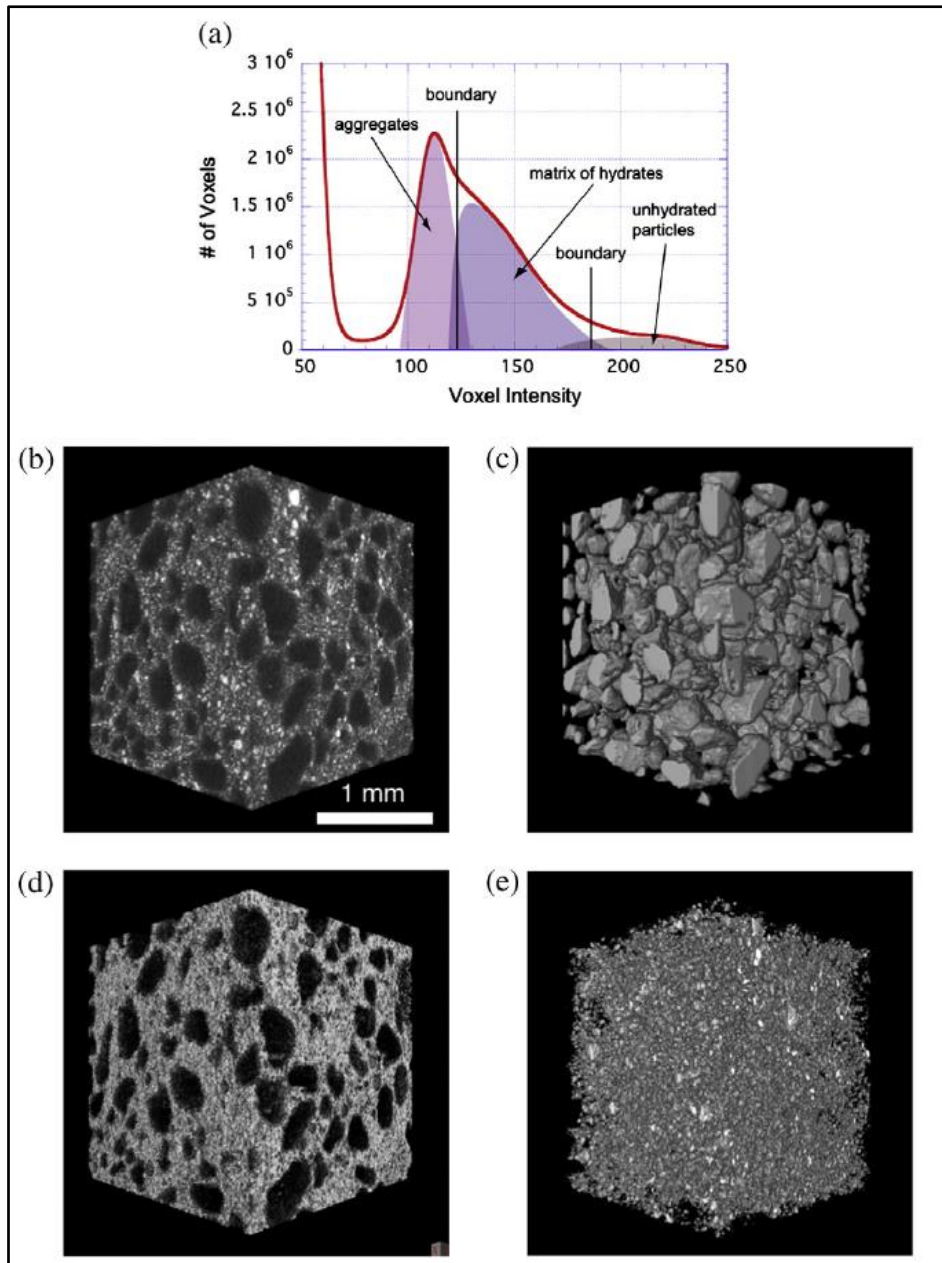 (a)
3 10⁶
2.5 10⁶
2 10⁶
1.5 10⁶
1 10⁶
5 10⁵
0
# of Voxels
boundary
aggregates
matrix of hydrates
unhydrated
particles
boundary
50
100
150
200
250
Voxel Intensity
(b)
(c)
1 mm
(d)
(e)